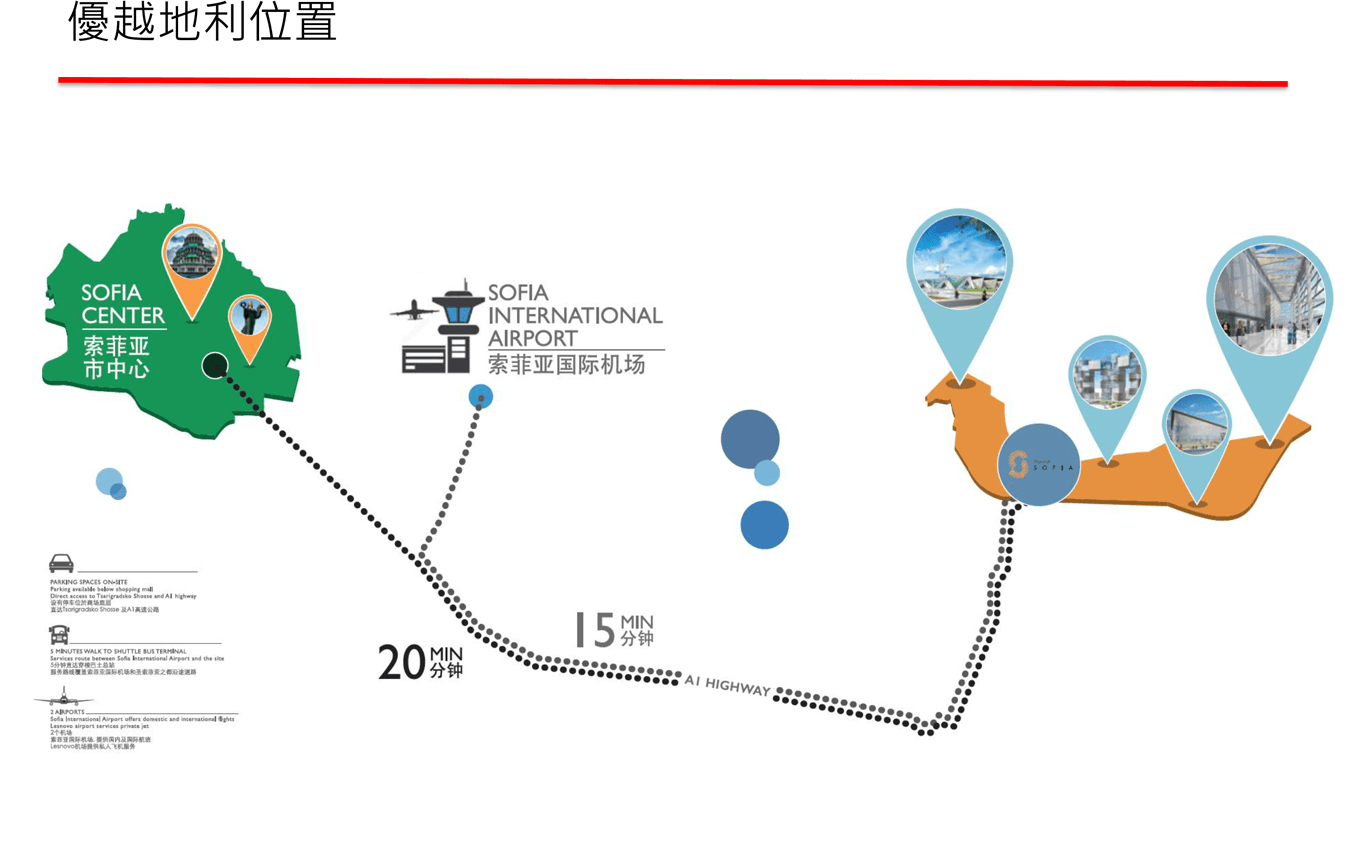 優越地利位置
SOFIA
CENTER
索菲亚
市中心
SOFIA
INTERNATIONAL
AIRPORT
索菲亚国际机场
SOFIA
PARKING SPACES ON-SITE
Parking available below shopping mall
Direct access to Tsarigradsko Shosse and A1 highway
设有停车位於商场底层
直达Tsarigradsko Shosse 及A1高速公路
5 MINUTES WALK TO SHUTTLE BUS TERMINAL
Services route between Sofia International Airport and the site
5分钟直达穿梭巴士总站
服务路线覆盖索菲亚国际机场和圣索菲亚之都沿途道路
2 AIRPORTS
Sofia International Airport offers domestic and international flights
Lesnovo airport services private jet
2个机场
索菲亚国际机场, 提供国内及国际航班
Lesnovo机场提供私人飞机服务
20 MIN
分钟
15 MIN
分钟
A1 HIGHWAY